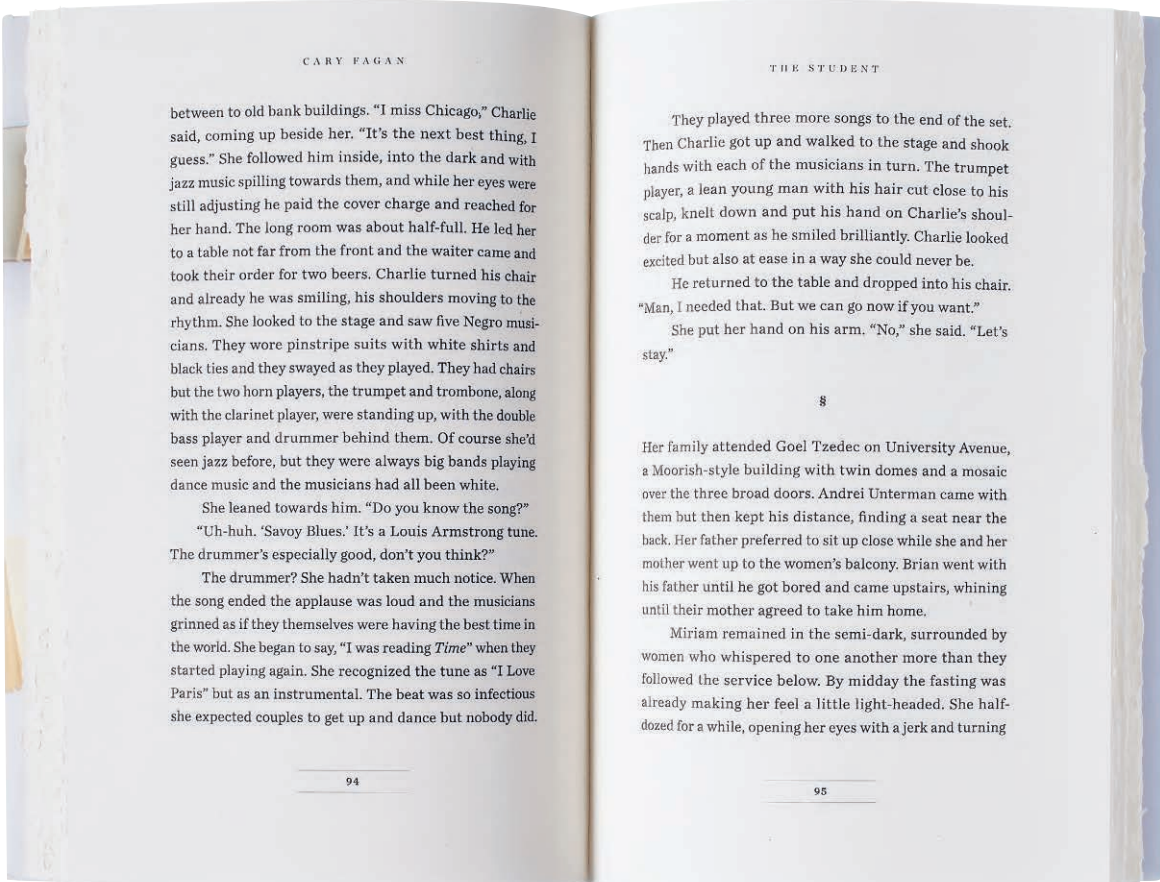 CARY FAGAN
between to old bank buildings. “I miss Chicago,” Charlie
said, coming up beside her. “It’s the next best thing, I
guess.” She followed him inside, into the dark and with
jazz music spilling towards them, and while her eyes were
still adjusting he paid the cover charge and reached for
her hand. The long room was about half-full. He led her
to a table not far from the front and the waiter came and
took their order for two beers. Charlie turned his chair
and already he was smiling, his shoulders moving to the
rhythm. She looked to the stage and saw five Negro musi-
cians. They wore pinstripe suits with white shirts and
black ties and they swayed as they played. They had chairs
but the two horn players, the trumpet and trombone, along
with the clarinet player, were standing up, with the double
bass player and drummer behind them. Of course she’d
seen jazz before, but they were always big bands playing
dance music and the musicians had all been white.
She leaned towards him. “Do you know the song?”
“Uh-huh. ‘Savoy Blues.’ It’s a Louis Armstrong tune.
The drummer’s especially good, don’t you think?”
The drummer? She hadn’t taken much notice. When
the song ended the applause was loud and the musicians
grinned as if they themselves were having the best time in
the world. She began to say, “I was reading Time” when they
started playing again. She recognized the tune as “I Love
Paris” but as an instrumental. The beat was so infectious
she expected couples to get up and dance but nobody did.
94
THE STUDENT
They played three more songs to the end of the set.
Then Charlie got up and walked to the stage and shook
hands with each of the musicians in turn. The trumpet
player, a lean young man with his hair cut close to his
scalp, knelt down and put his hand on Charlie’s shoul-
der for a moment as he smiled brilliantly. Charlie looked
excited but also at ease in a way she could never be.
He returned to the table and dropped into his chair.
“Man, I needed that. But we can go now if you want.”
She put her hand on his arm. “No,” she said. “Let’s
stay.”
§
Her family attended Goel Tzedec on University Avenue,
a Moorish-style building with twin domes and a mosaic
over the three broad doors. Andrei Unterman came with
them but then kept his distance, finding a seat near the
back. Her father preferred to sit up close while she and her
mother went up to the women’s balcony. Brian went with
his father until he got bored and came upstairs, whining
until their mother agreed to take him home.
Miriam remained in the semi-dark, surrounded by
women who whispered to one another more than they
followed the service below. By midday the fasting was
already making her feel a little light-headed. She half-
dozed for a while, opening her eyes with a jerk and turning
95